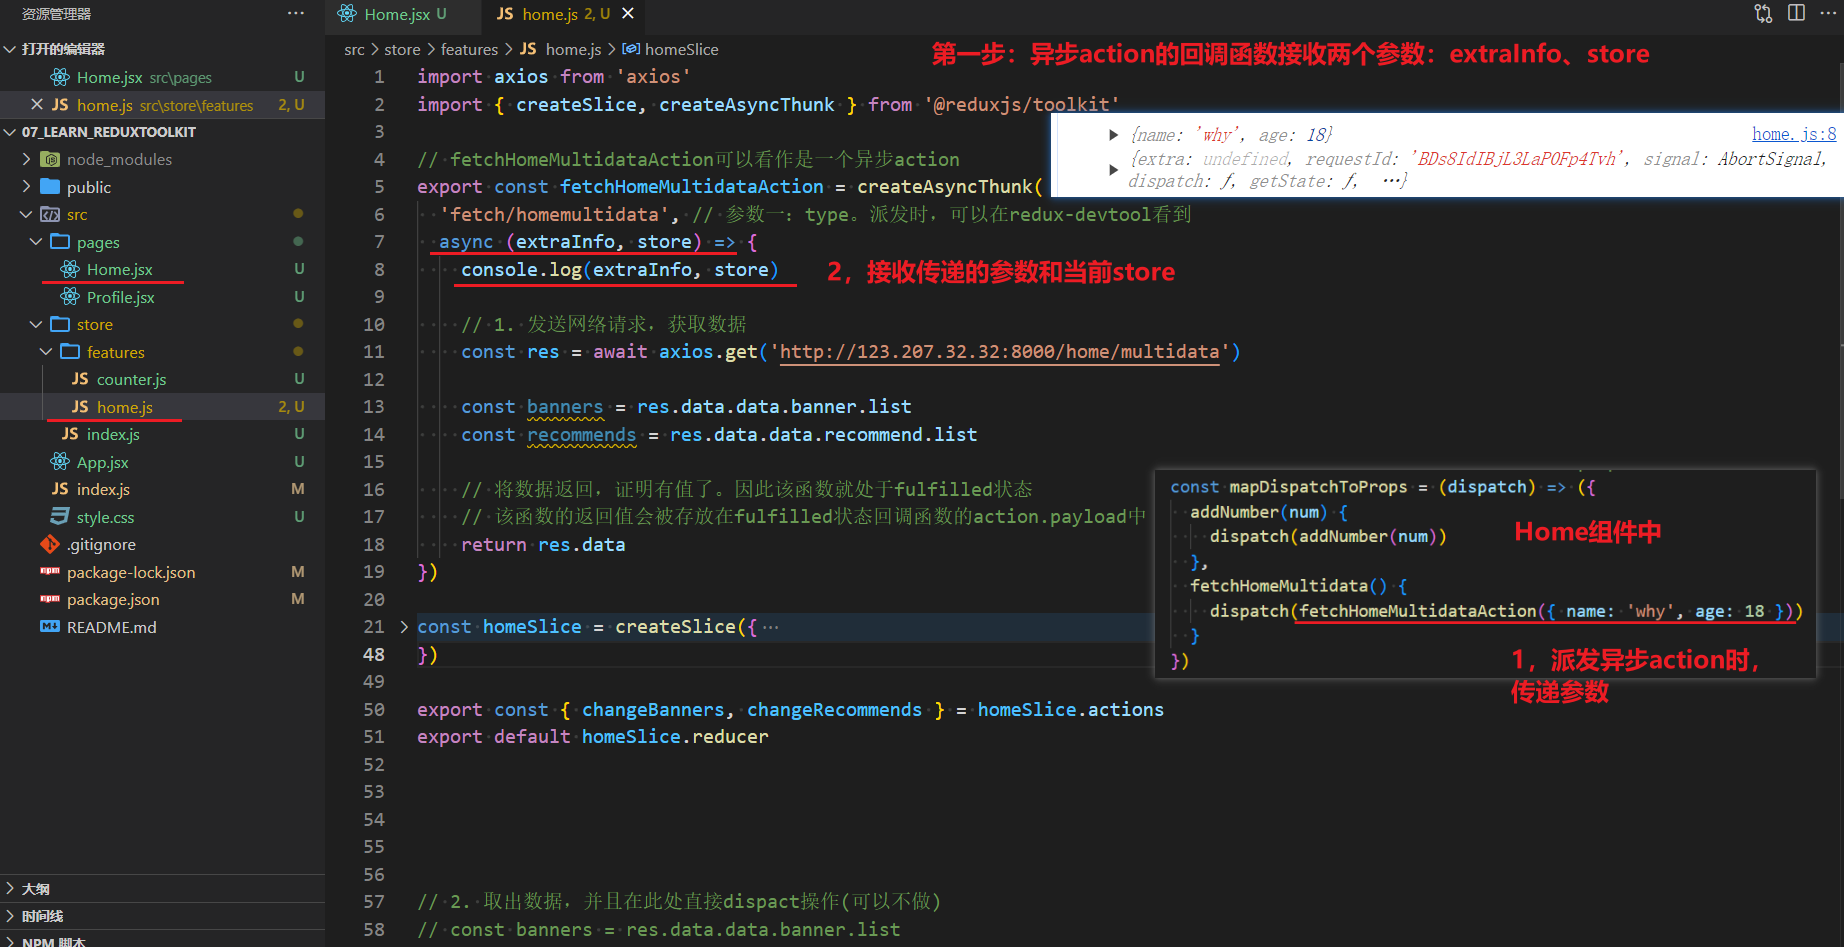 资源管理器
打开的编辑器
Home.jsx src\pages U
home.js src\store\features 2, U
07_LEARN_REDUXTOOLKIT
node_modules
public
src
pages
Home.jsx U
Profile.jsx U
store
features
counter.js U
home.js 2, U
index.js U
App.jsx U
index.js M
style.css U
.gitignore
package-lock.json M
package.json M
README.md
大纲
时间线
NPM 脚本
Home.jsx U
home.js 2, U
src > store > features > JS home.js > homeSlice
第一步：异步action的回调函数接收两个参数：extraInfo、store
1 import axios from 'axios'
2 import { createSlice, createAsyncThunk } from '@reduxjs/toolkit'
3
4 // fetchHomeMultidataAction可以看作是一个异步action
5 export const fetchHomeMultidataAction = createAsyncThunk(
6 'fetch/homemultidata', // 参数一：type。派发时，可以在redux-devtool看到
7 async (extraInfo, store) => {
8 console.log(extraInfo, store)
9
10 // 1. 发送网络请求，获取数据
11 const res = await axios.get('http://123.207.32.32:8000/home/multidata')
12
13 const banners = res.data.data.banner.list
14 const recommends = res.data.data.recommend.list
15
16 // 将数据返回，证明有值了。因此该函数就处于fulfilled状态
17 // 该函数的返回值会被存放在fulfilled状态回调函数的action.payload中
18 return res.data
19 })
20
21 const homeSlice = createSlice({ ⋯
48 })
49
50 export const { changeBanners, changeRecommends } = homeSlice.actions
51 export default homeSlice.reducer
52
53
54
55
56
57 // 2. 取出数据，并且在此处直接dispact操作(可以不做)
58 // const banners = res.data.data.banner.list
{name: 'why', age: 18} home.js:8
{extra: undefined, requestId: 'BDs8IdIBjL3LaP0Fp4Tvh', signal: AbortSignal,
dispatch: ƒ, getState: ƒ, …}
2，接收传递的参数和当前store
const mapDispatchToProps = (dispatch) => ({
addNumber(num) {
dispatch(addNumber(num))
},
fetchHomeMultidata() {
dispatch(fetchHomeMultidataAction({ name: 'why', age: 18 }))
}
})
Home组件中
1，派发异步action时，
传递参数